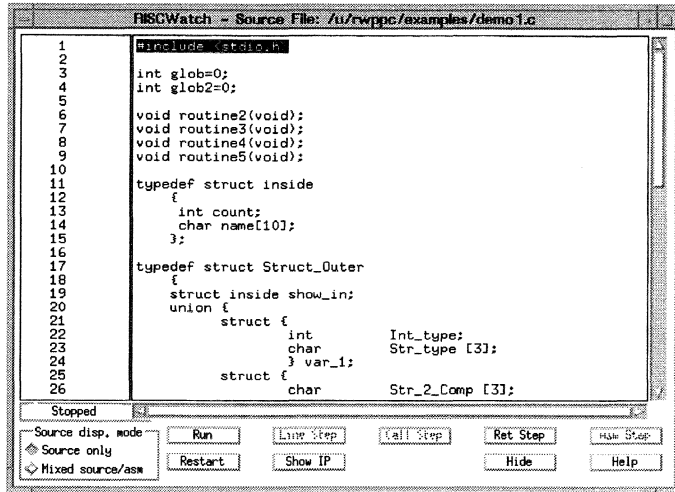 RISCWatch - Source File: /u/rwppc/examples/demo1.c
1 #include <stdio.h
2
3 int glob=0;
4 int glob2=0;
5
6 void routine2(void);
7 void routine3(void);
8 void routine4(void);
9 void routine5(void);
10
11 typedef struct inside
12 {
13 int count;
14 char name[10];
15 };
16
17 typedef struct Struct_Outer
18 {
19 struct inside show_in;
20 union {
21 struct {
22 int Int_type;
23 char Str_type [3];
24 } var_1;
25 struct {
26 char Str_2_Comp [3];
Stopped
Source disp. mode
Source only
Mixed source/asm
Run Line Step Call Step Ret Step Asm Step
Restart Show IP Hide Help